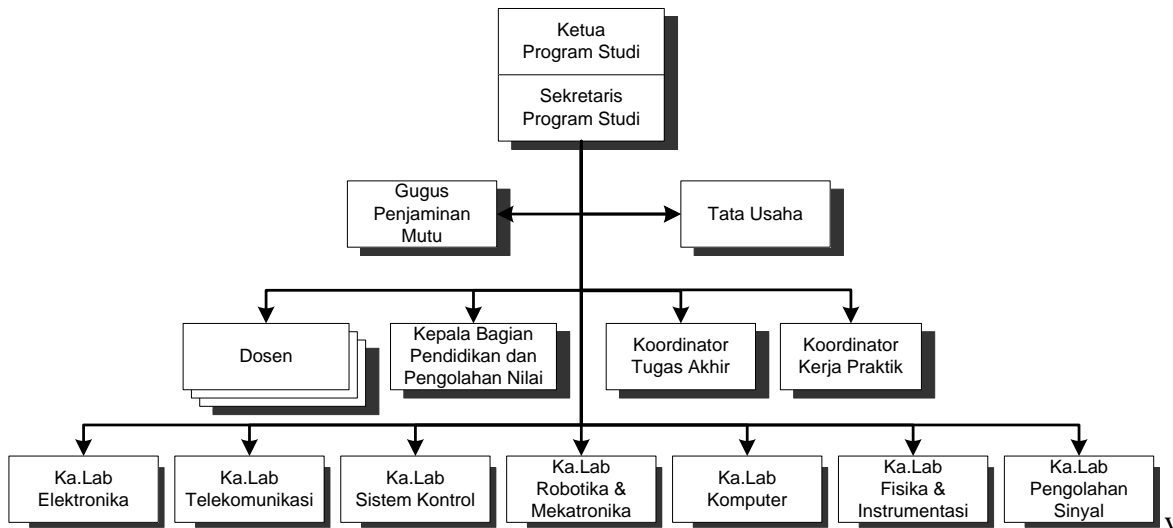 Ketua
Program Studi
Sekretaris
Program Studi
Gugus
Penjaminan
Mutu
Tata Usaha
Dosen
Kepala Bagian
Pendidikan dan
Pengolahan Nilai
Koordinator
Tugas Akhir
Koordinator
Kerja Praktik
Ka.Lab
Elektronika
Ka.Lab
Telekomunikasi
Ka.Lab
Sistem Kontrol
Ka.Lab
Robotika &
Mekatronika
Ka.Lab
Komputer
Ka.Lab
Fisika &
Instrumentasi
Ka.Lab
Pengolahan
Sinyal